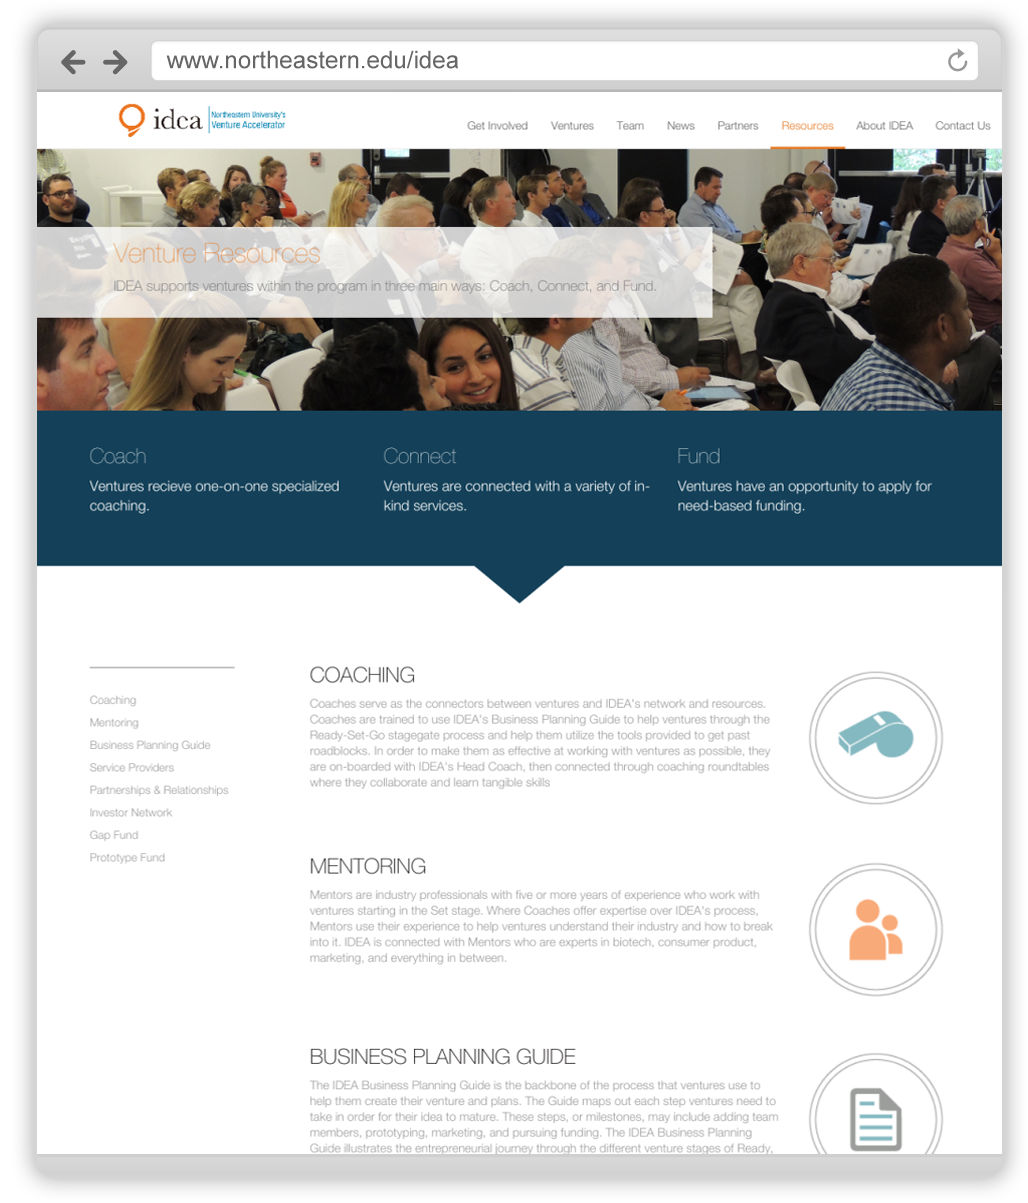 www.northeastern.edu/idea
idea
Northeastern University's
Venture Accelerator
Get Involved
Ventures
Team
News
Partners
Resources
About IDEA
Contact Us
Venture Resources
IDEA supports ventures within the program in three main ways: Coach, Connect, and Fund.
Coach
Ventures recieve one-on-one specialized
coaching.
Connect
Ventures are connected with a variety of in-
kind services.
Fund
Ventures have an opportunity to apply for
need-based funding.
Coaching
Mentoring
Business Planning Guide
Service Providers
Partnerships & Relationships
Investor Network
Gap Fund
Prototype Fund
COACHING
Coaches serve as the connectors between ventures and IDEA's network and resources.
Coaches are trained to use IDEA's Business Planning Guide to help ventures through the
Ready-Set-Go stagegate process and help them utilize the tools provided to get past
roadblocks. In order to make them as effective at working with ventures as possible, they
are on-boarded with IDEA's Head Coach, then connected through coaching roundtables
where they collaborate and learn tangible skills
MENTORING
Mentors are industry professionals with five or more years of experience who work with
ventures starting in the Set stage. Where Coaches offer expertise over IDEA's process,
Mentors use their experience to help ventures understand their industry and how to break
into it. IDEA is connected with Mentors who are experts in biotech, consumer product,
marketing, and everything in between.
BUSINESS PLANNING GUIDE
The IDEA Business Planning Guide is the backbone of the process that ventures use to
help them create their venture and plans. The Guide maps out each step ventures need to
take in order for their idea to mature. These steps, or milestones, may include adding team
members, prototyping, marketing, and pursuing funding. The IDEA Business Planning
Guide illustrates the entrepreneurial journey through the different venture stages of Ready,